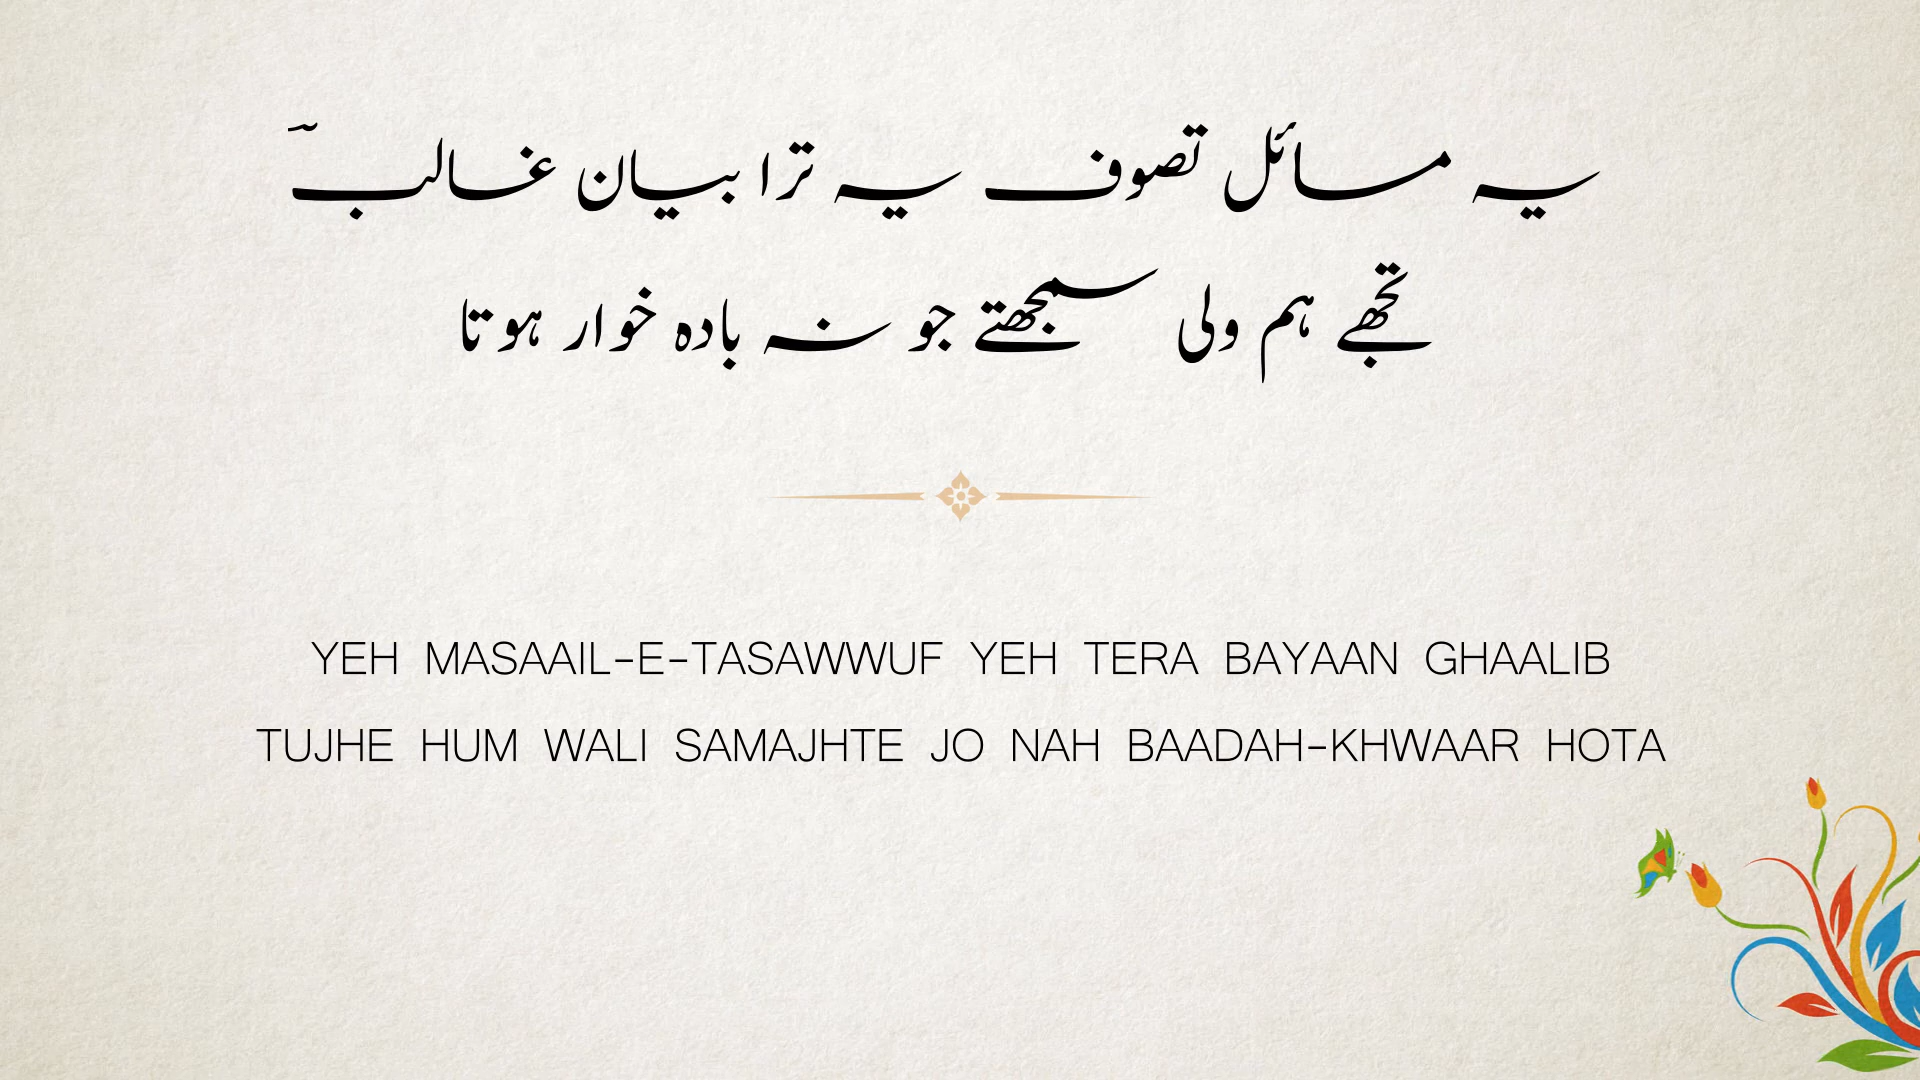 یہ مسائل تصوف یہ ترا بیان غالبؔ
تجھے ہم ولی سمجھتے جو نہ بادہ خوار ہوتا
YEH MASAAIL-E-TASAWWUF YEH TERA BAYAAN GHAALIB
TUJHE HUM WALI SAMAJHTE JO NAH BAADAH-KHWAAR HOTA